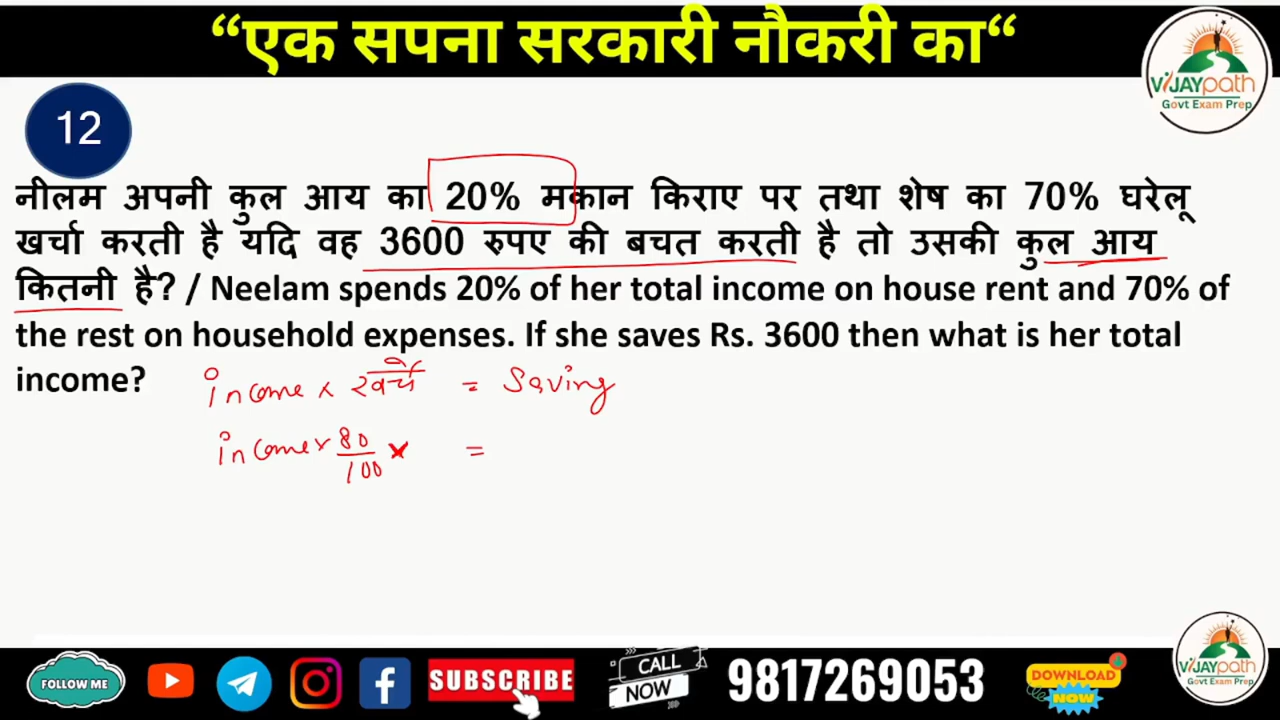 “एक सपना सरकारी नौकरी का“
VIJAYpath
Govt Exam Prep
12
नीलम अपनी कुल आय का 20% मकान किराए पर तथा शेष का 70% घरेलू
खर्चा करती है यदि वह 3600 रुपए की बचत करती है तो उसकी कुल आय
कितनी है? / Neelam spends 20% of her total income on house rent and 70% of
the rest on household expenses. If she saves Rs. 3600 then what is her total
income?
income × खर्च = Saving
income × 80/100 × =
VIJAYpath
Govt Exam Prep
FOLLOW ME
SUBSCRIBE
CALL
NOW
9817269053
DOWNLOAD
NOW